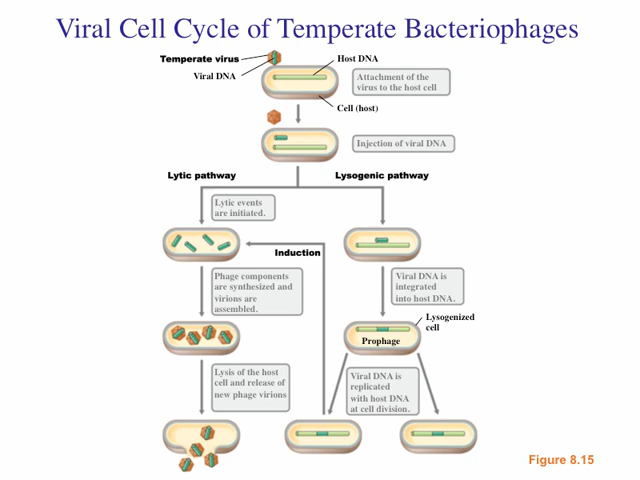 Viral Cell Cycle of Temperate Bacteriophages
Temperate virus
Viral DNA
Host DNA
Attachment of the
virus to the host cell
Cell (host)
Injection of viral DNA
Lytic pathway
Lysogenic pathway
Lytic events
are initiated.
Induction
Phage components
are synthesized and
virions are
assembled.
Viral DNA is
integrated
into host DNA.
Lysogenized
cell
Prophage
Lysis of the host
cell and release of
new phage virions
Viral DNA is
replicated
with host DNA
at cell division.
Figure 8.15